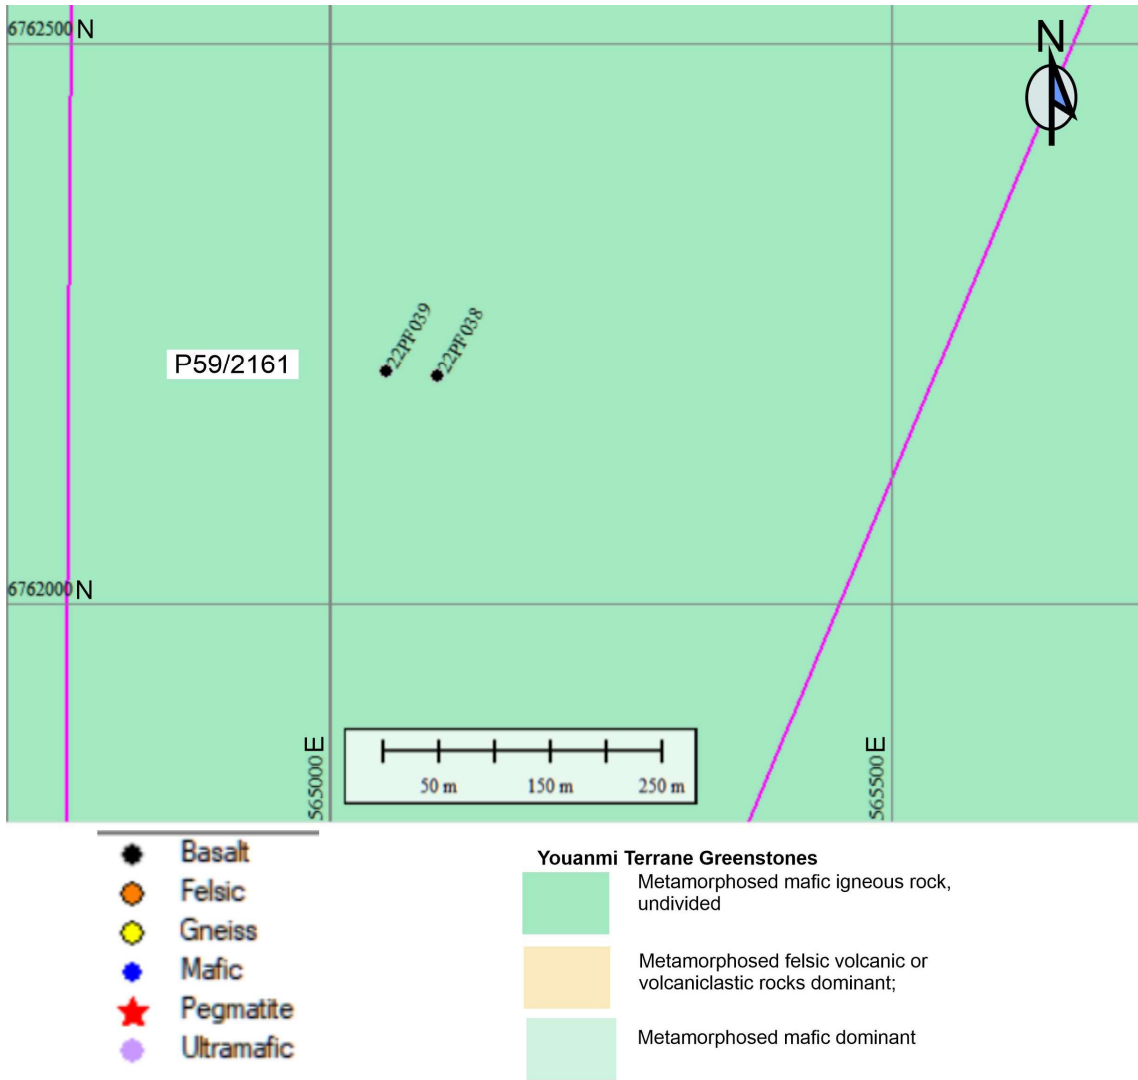 6762500 N
N
22PF039
22PF038
P59/2161
6762000 N
565000 E
565500 E
50 m 150 m 250 m
Basalt
Felsic
Gneiss
Mafic
Pegmatite
Ultramafic
Youanmi Terrane Greenstones
Metamorphosed mafic igneous rock,
undivided
Metamorphosed felsic volcanic or
volcaniclastic rocks dominant;
Metamorphosed mafic dominant